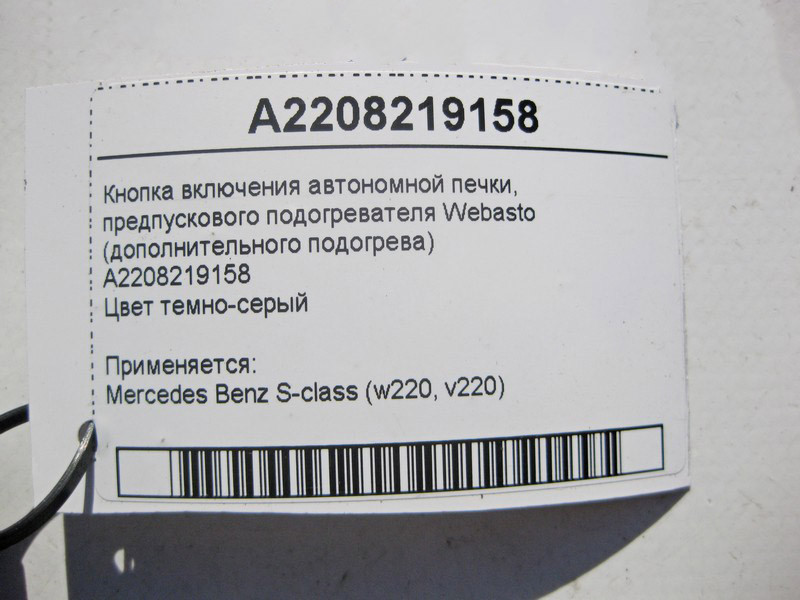 A2208219158
Кнопка включения автономной печки,
предпускового подогревателя Webasto
(дополнительного подогрева)
A2208219158
Цвет темно-серый
Применяется:
Mercedes Benz S-class (w220, v220)